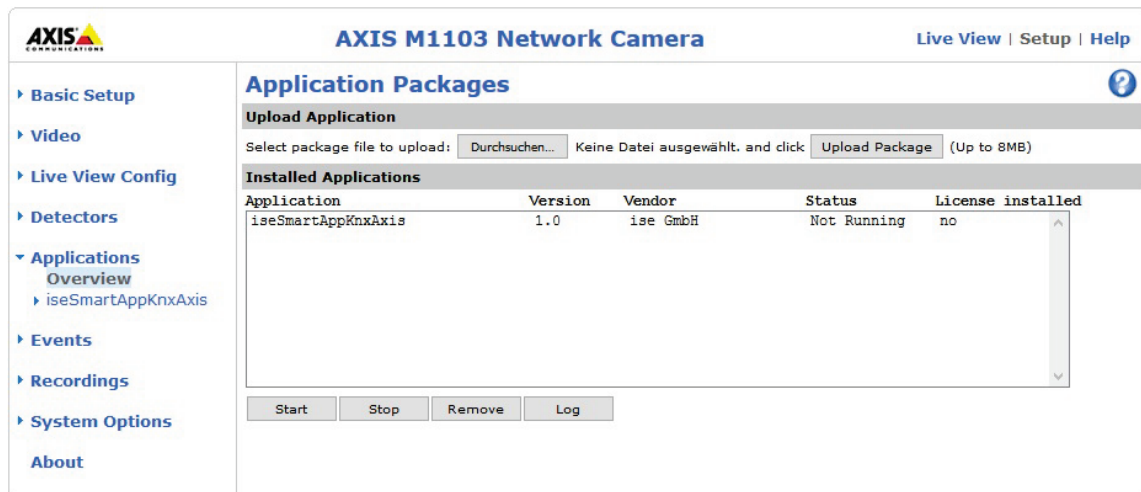 AXIS
COMMUNICATIONS
AXIS M1103 Network Camera
Live View | Setup | Help
Basic Setup
Video
Live View Config
Detectors
Applications
Overview
iseSmartAppKnxAxis
Events
Recordings
System Options
About
Application Packages
?
Upload Application
Select package file to upload: Durchsuchen... Keine Datei ausgewählt. and click Upload Package (Up to 8MB)
Installed Applications
Application Version Vendor Status License installed
iseSmartAppKnxAxis 1.0 ise GmbH Not Running no
Start Stop Remove Log